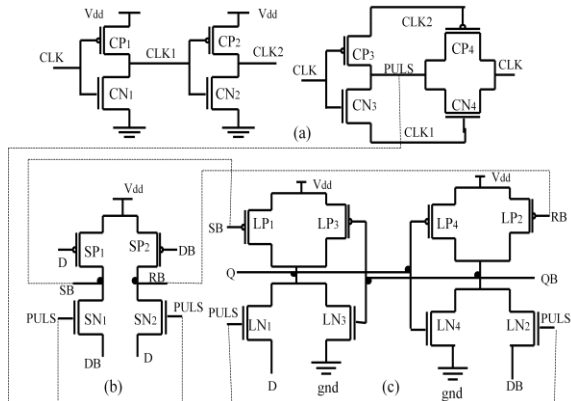 Vdd Vdd
CLK CP1 CLK1 CP2 CLK2
CN1 CN2
(a)
CLK2
CP3 CP4
CLK PULS CLK
CN3 CN4
CLK1
Vdd
D SP1 SP2 DB
SB RB
PULS SN1 SN2 PULS
DB D
(b)
Vdd Vdd
SB LP1 LP3 LP4 LP2 RB
Q QB
PULS LN1 LN3 LN4 LN2 PULS
D gnd gnd DB
(c)